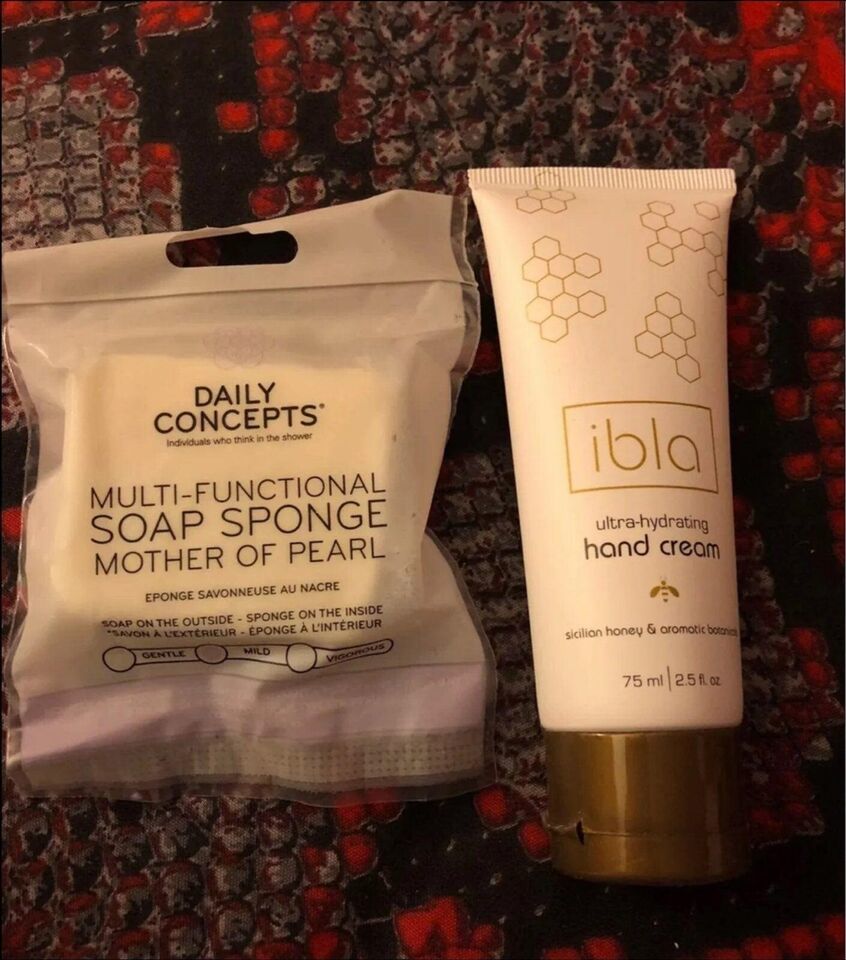 DAILY
CONCEPTS®
Individuals who think in the shower
MULTI-FUNCTIONAL
SOAP SPONGE
MOTHER OF PEARL
EPONGE SAVONNEUSE AU NACRE
SOAP ON THE OUTSIDE - SPONGE ON THE INSIDE
*SAVON À L'EXTÉRIEUR - ÉPONGE À L'INTÉRIEUR
GENTLE MILD VIGOROUS
ibla
ultra-hydrating
hand cream
sicilian honey & aromatic botanicals
75 ml | 2.5 fl. oz